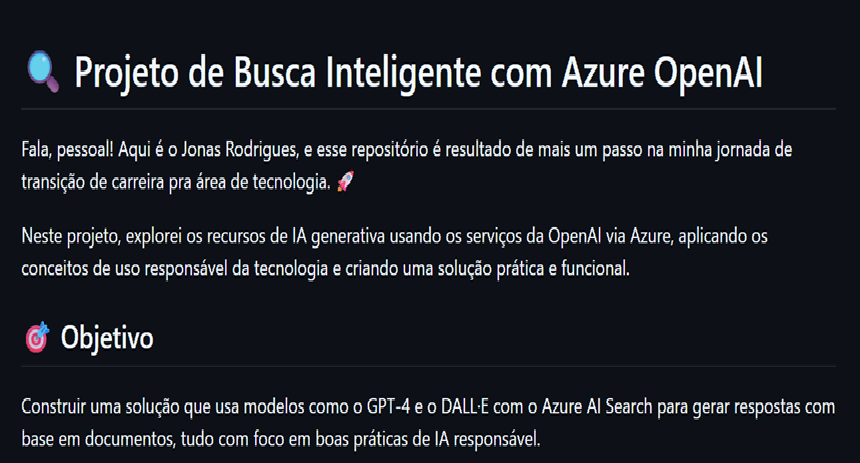 🔍 Projeto de Busca Inteligente com Azure OpenAI
Fala, pessoal! Aqui é o Jonas Rodrigues, e esse repositório é resultado de mais um passo na minha jornada de
transição de carreira pra área de tecnologia. 🚀
Neste projeto, explorei os recursos de IA generativa usando os serviços da OpenAI via Azure, aplicando os
conceitos de uso responsável da tecnologia e criando uma solução prática e funcional.
🎯 Objetivo
Construir uma solução que usa modelos como o GPT-4 e o DALL·E com o Azure AI Search para gerar respostas com
base em documentos, tudo com foco em boas práticas de IA responsável.